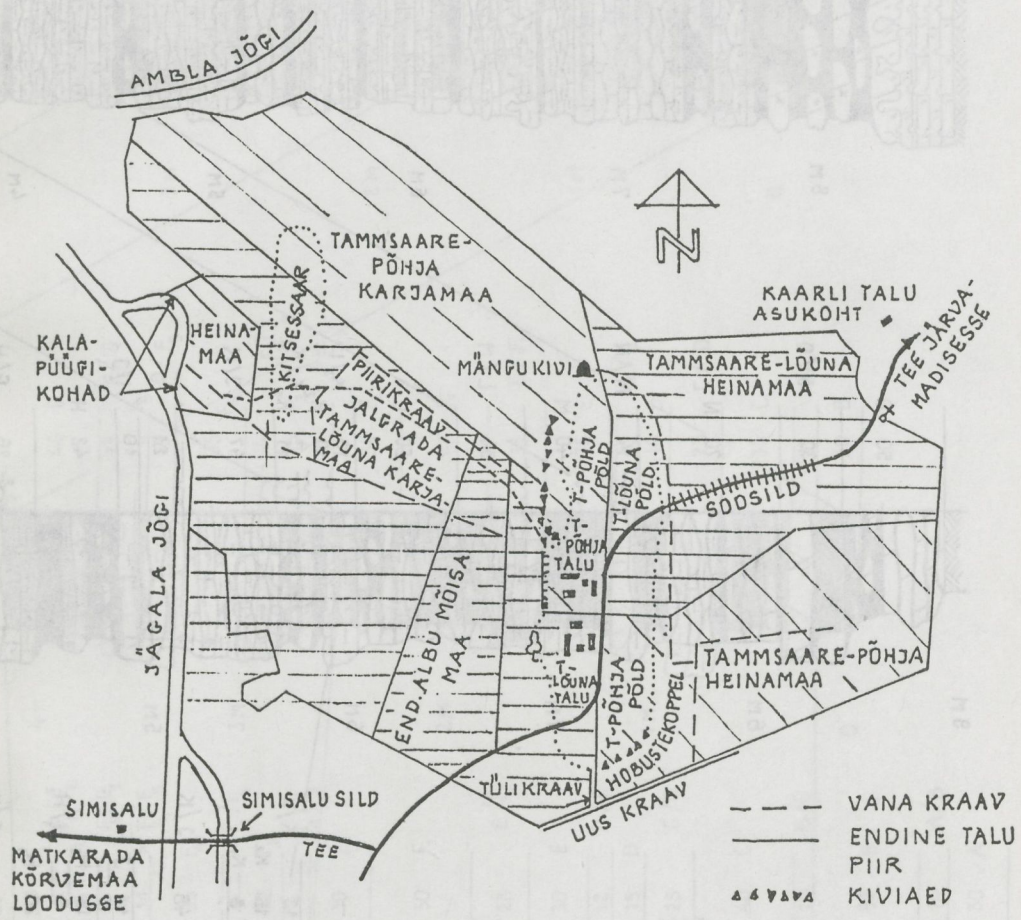 AMBLA JÕGI
N
TAMMSAARE-
PÕHJA
KARJAMAA
KITSESSAAR
KAARLI TALU
ASUKOHT
TEE JÄRVA-
MADISESSE
KALA-
PÜÜGI-
KOHAD
HEINA-
MAA
MÄNGUKIVI
TAMMSAARE-LÕUNA
HEINAMAA
PIIRIKRAAV-
JALGRADA
TAMMSAARE-
LÕUNA KARJA-
MAA
T-PÕHJA
PÕLD
T-LÕUNA
PÕLD
SOOSILD
T-
PÕHJA
TALU
JÄGALA JÕGI
END. ALBU MÕISA
MAA
T-
LÕUNA
TALU
T-PÕHJA
PÕLD
TAMMSAARE-PÕHJA
HEINAMAA
HOBUSTEKOPPEL
TÜLIKRAAV
UUS KRAAV
SIMISALU
SIMISALU SILD
TEE
MATKARADA
KÕRVEMAA
LOODUSSE
VANA KRAAV
ENDINE TALU
PIIR
KIVIAED